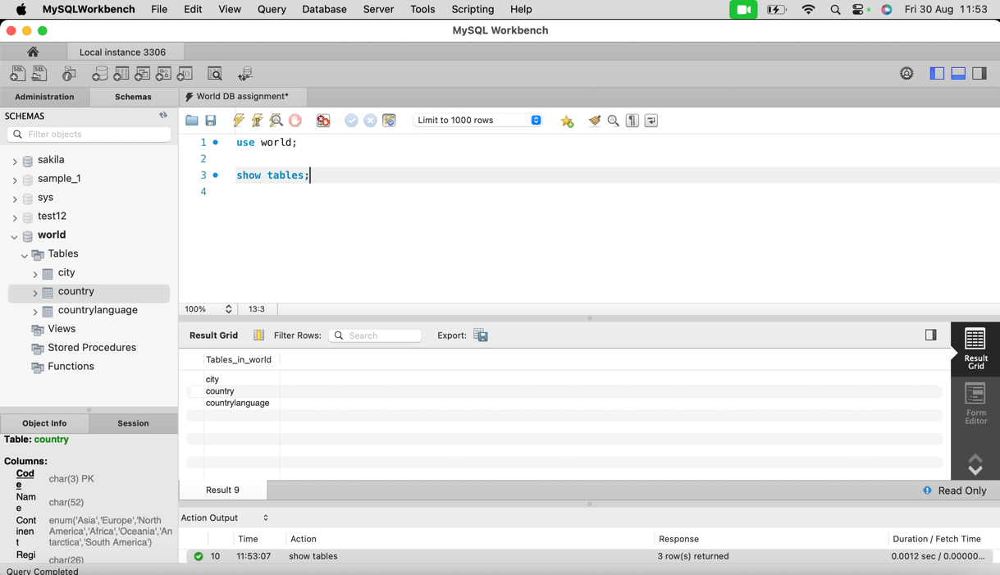 MySQLWorkbench File Edit View Query Database Server Tools Scripting Help Fri 30 Aug 11:53
MySQL Workbench
Local instance 3306
Administration Schemas World DB assignment*
SCHEMAS
Filter objects
Limit to 1000 rows
sakila
sample_1
sys
test12
world
Tables
city
country
countrylanguage
Views
Stored Procedures
Functions
1 use world;
2
3 show tables;
4
100% 13:3
Result Grid Filter Rows: Search Export:
Tables_in_world
city
country
countrylanguage
Result Grid
Form Editor
Result 9 Read Only
Object Info Session
Table: country
Columns:
Code char(3) PK
Name char(52)
Continent enum('Asia','Europe','North America','Africa','Oceania','Antarctica','South America')
Regi char(26)
Action Output
Time Action Response Duration / Fetch Time
10 11:53:07 show tables 3 row(s) returned 0.0012 sec / 0.00000...
Query Completed